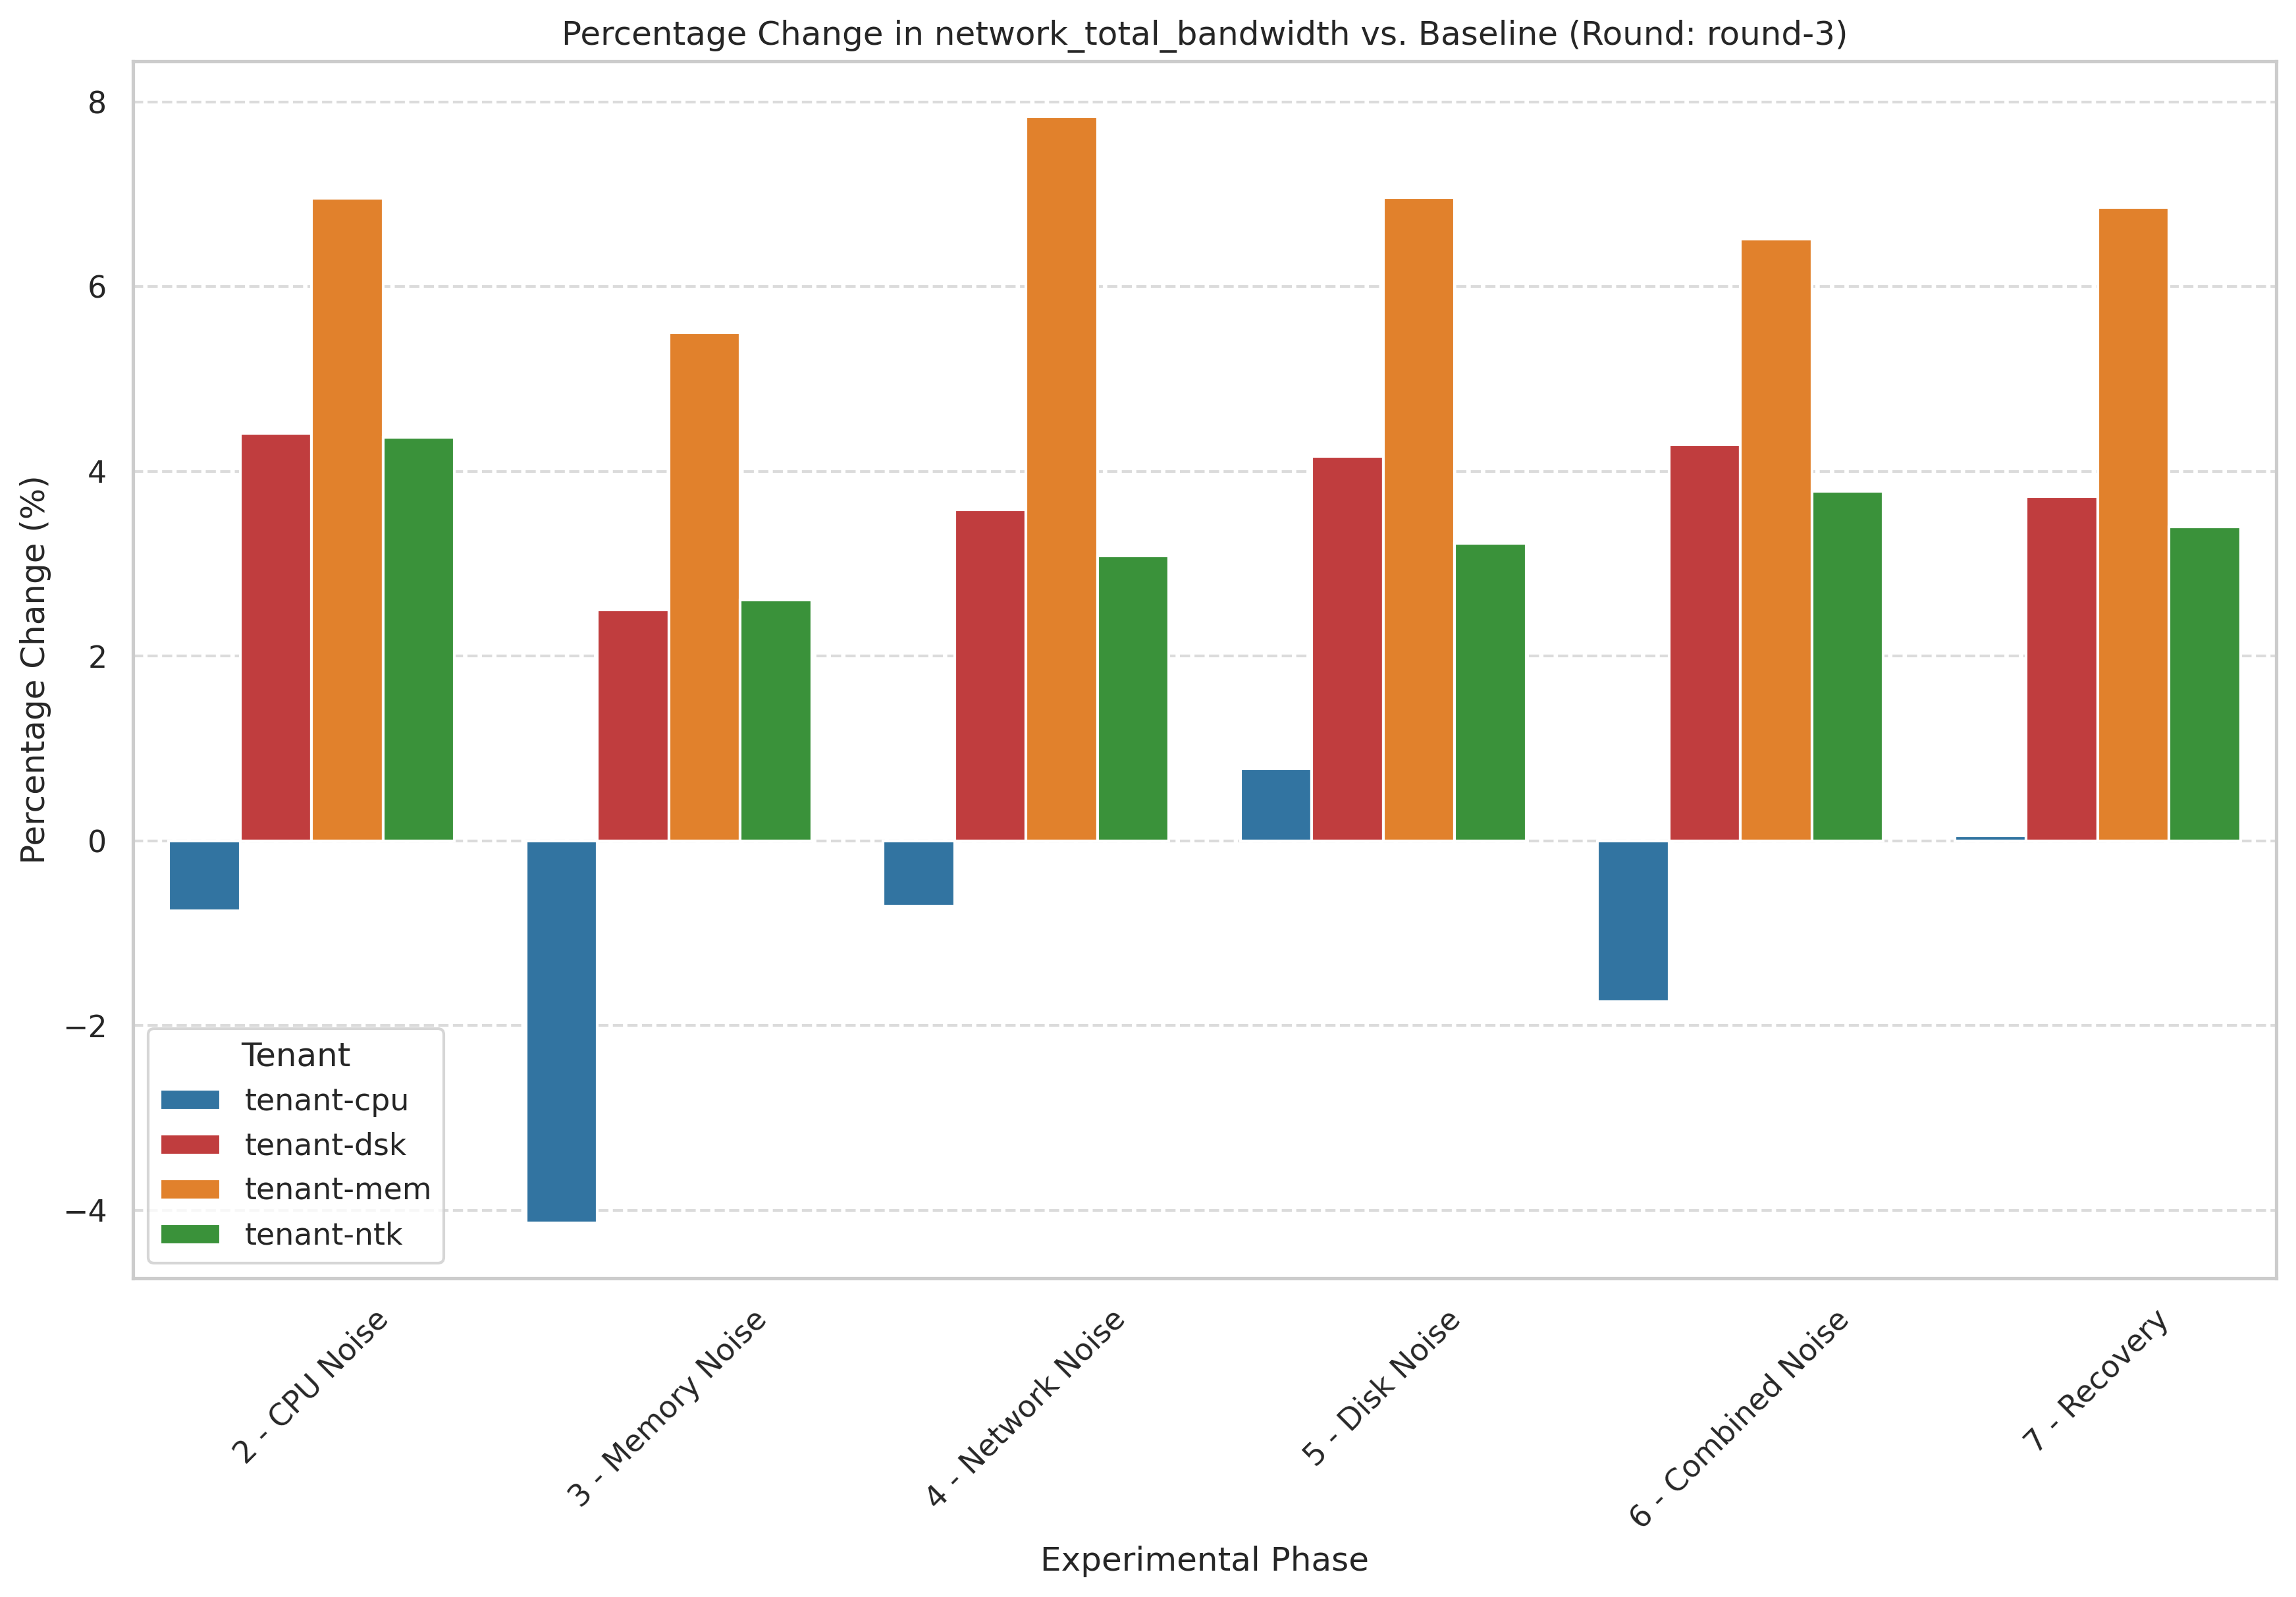 Percentage Change in network_total_bandwidth vs. Baseline (Round: round-3)
Percentage Change (%)
8
6
4
2
0
−2
−4
Tenant
tenant-cpu
tenant-dsk
tenant-mem
tenant-ntk
2 - CPU Noise
3 - Memory Noise
4 - Network Noise
5 - Disk Noise
6 - Combined Noise
7 - Recovery
Experimental Phase